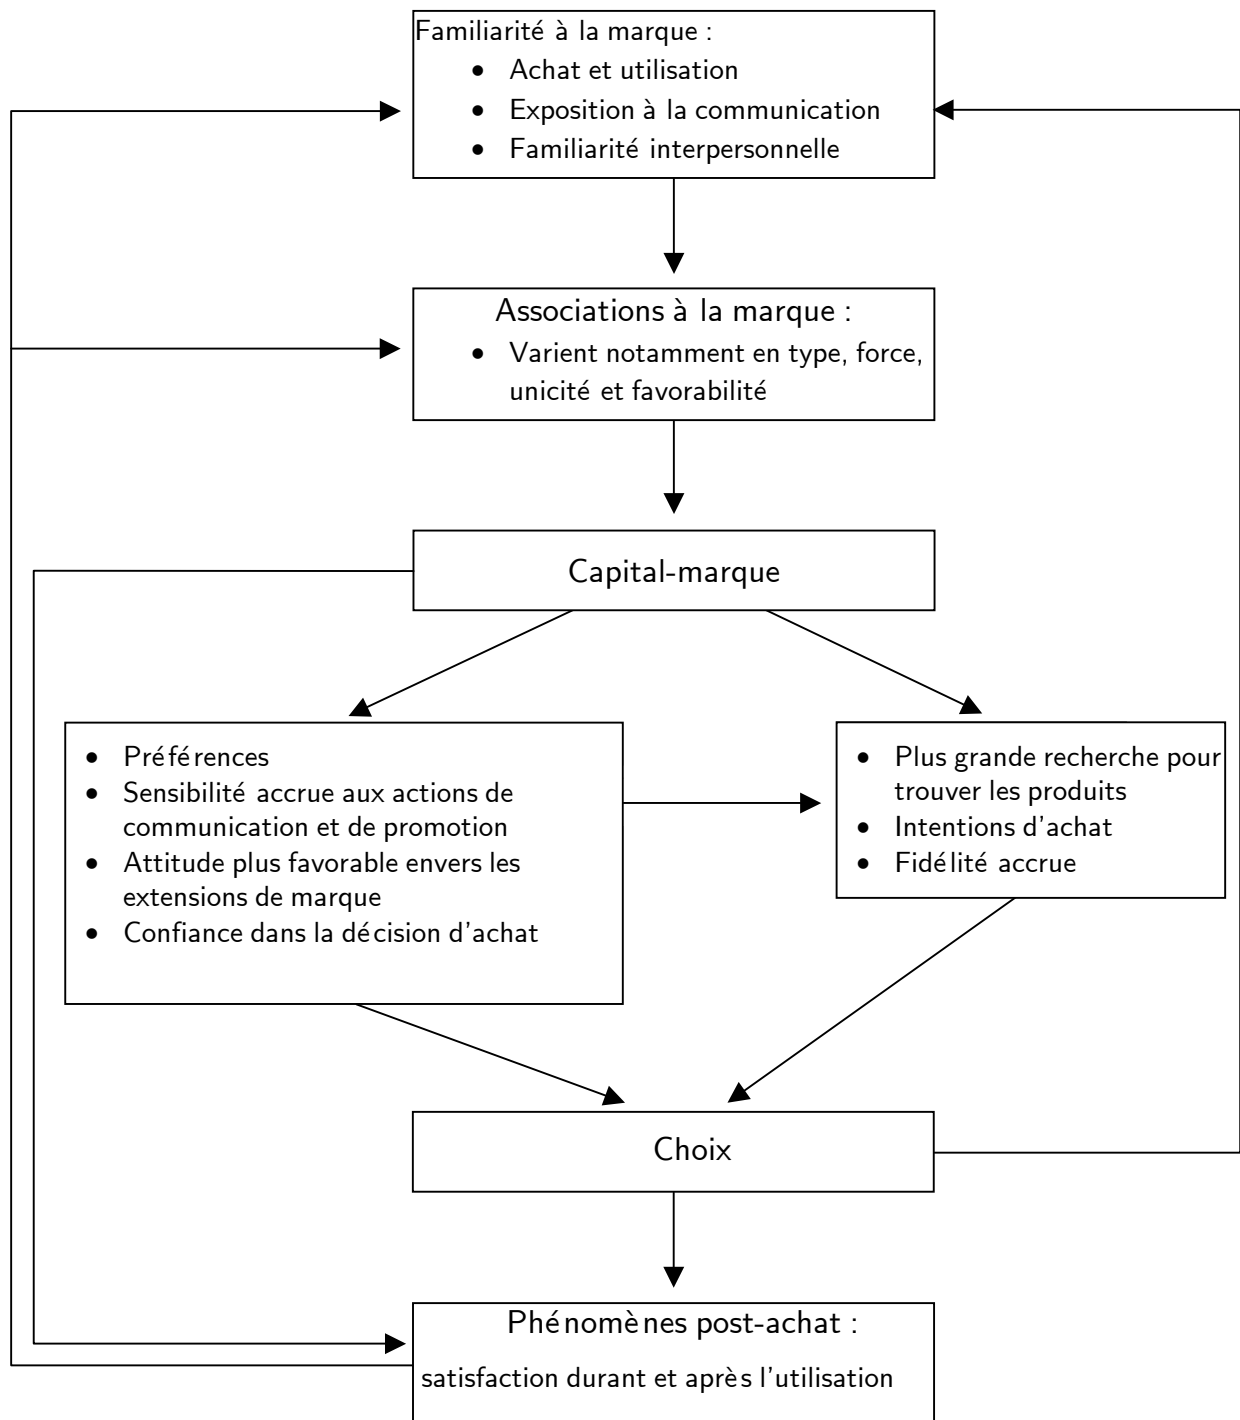 Familiarité à la marque :
• Achat et utilisation
• Exposition à la communication
• Familiarité interpersonnelle
Associations à la marque :
• Varient notamment en type, force,
unicité et favorabilité
Capital-marque
• Préférences
• Sensibilité accrue aux actions de
communication et de promotion
• Attitude plus favorable envers les
extensions de marque
• Confiance dans la décision d'achat
• Plus grande recherche pour
trouver les produits
• Intentions d'achat
• Fidélité accrue
Choix
Phénomènes post-achat :
satisfaction durant et après l'utilisation